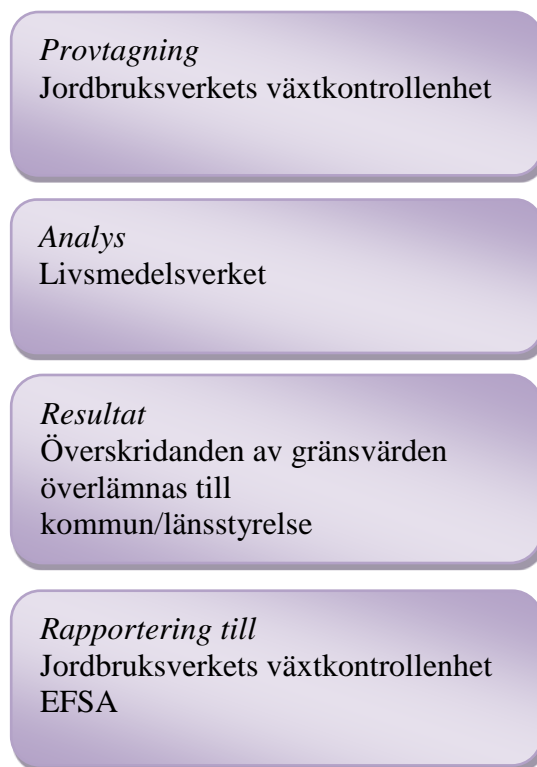 Provtagning
Jordbruksverkets växtkontrollenhet
Analys
Livsmedelsverket
Resultat
Överskridanden av gränsvärden
överlämnas till
kommun/länsstyrelse
Rapportering till
Jordbruksverkets växtkontrollenhet
EFSA